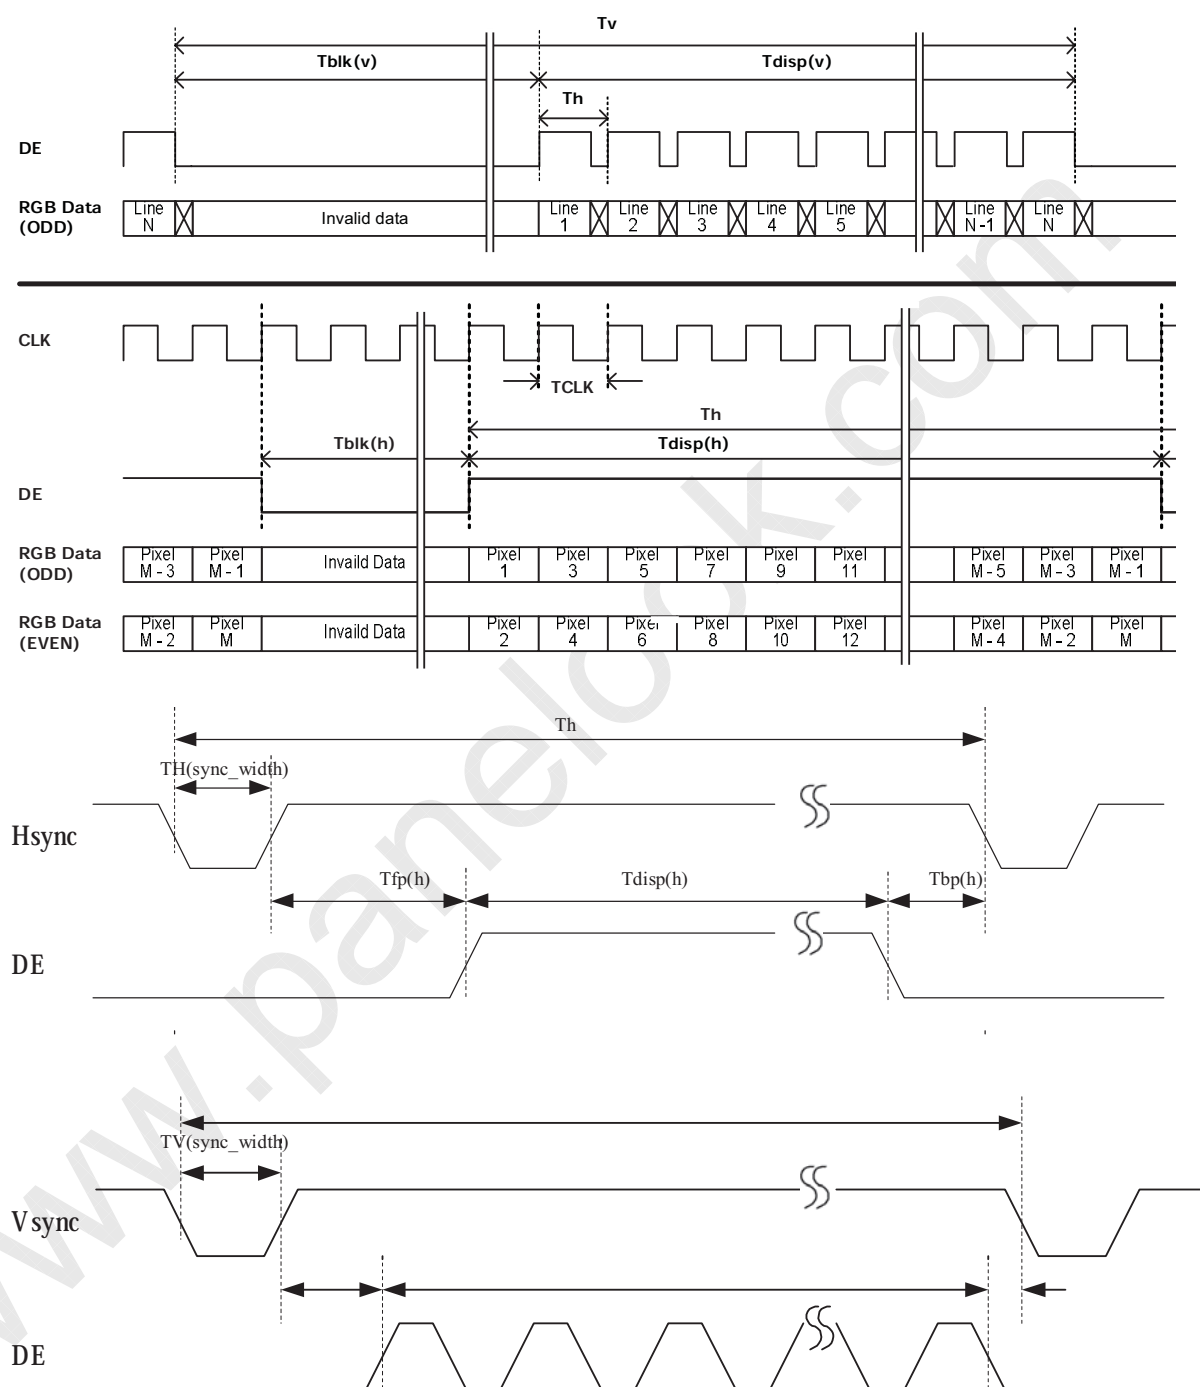 Tv
Tblk(v) Tdisp(v)
Th
DE
RGB Data
(ODD)
Line N Invalid data Line 1 Line 2 Line 3 Line 4 Line 5 Line N-1 Line N
CLK
TCLK
Th
Tblk(h) Tdisp(h)
DE
RGB Data
(ODD)
Pixel M-3 Pixel M-1 Invaild Data Pixel 1 Pixel 3 Pixel 5 Pixel 7 Pixel 9 Pixel 11 Pixel M-5 Pixel M-3 Pixel M-1
RGB Data
(EVEN)
Pixel M-2 Pixel M Invaild Data Pixel 2 Pixel 4 Pixel 6 Pixel 8 Pixel 10 Pixel 12 Pixel M-4 Pixel M-2 Pixel M
Th
TH(sync_width)
Hsync
Tfp(h) Tdisp(h) Tbp(h)
DE
TV(sync_width)
Vsync
DE
www.panelook.com